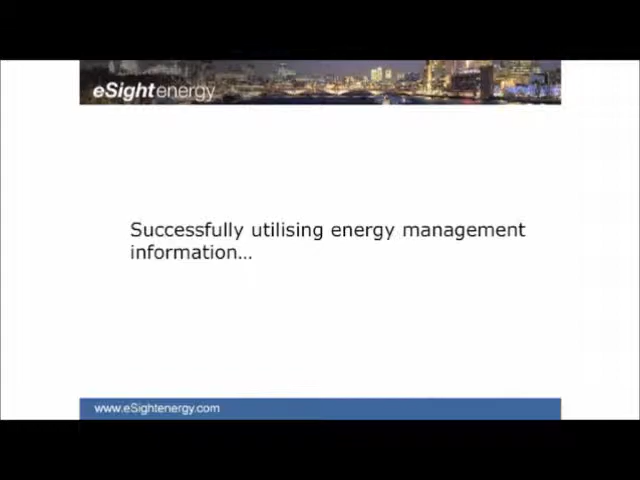 eSightenergy
Successfully utilising energy management
information...
www.eSightenergy.com